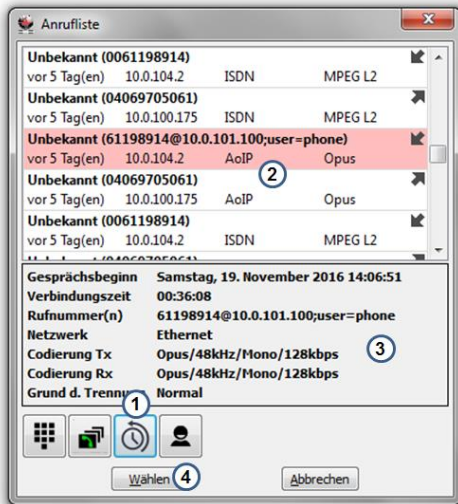 Anrufliste
Unbekannt (0061198914)
vor 5 Tag(en) 10.0.104.2 ISDN MPEG L2
Unbekannt (04069705061)
vor 5 Tag(en) 10.0.100.175 ISDN MPEG L2
Unbekannt (61198914@10.0.101.100;user=phone)
vor 5 Tag(en) 10.0.104.2 AoIP Opus
2
Unbekannt (04069705061)
vor 5 Tag(en) 10.0.100.175 AoIP Opus
Unbekannt (0061198914)
vor 5 Tag(en) 10.0.104.2 ISDN MPEG L2
Gesprächsbeginn Samstag, 19. November 2016 14:06:51
Verbindungszeit 00:36:08
Rufnummer(n) 61198914@10.0.101.100;user=phone
Netzwerk Ethernet
Codierung Tx Opus/48kHz/Mono/128kbps
3
Codierung Rx Opus/48kHz/Mono/128kbps
Grund d. Trennung Normal
1
Wählen 4 Abbrechen